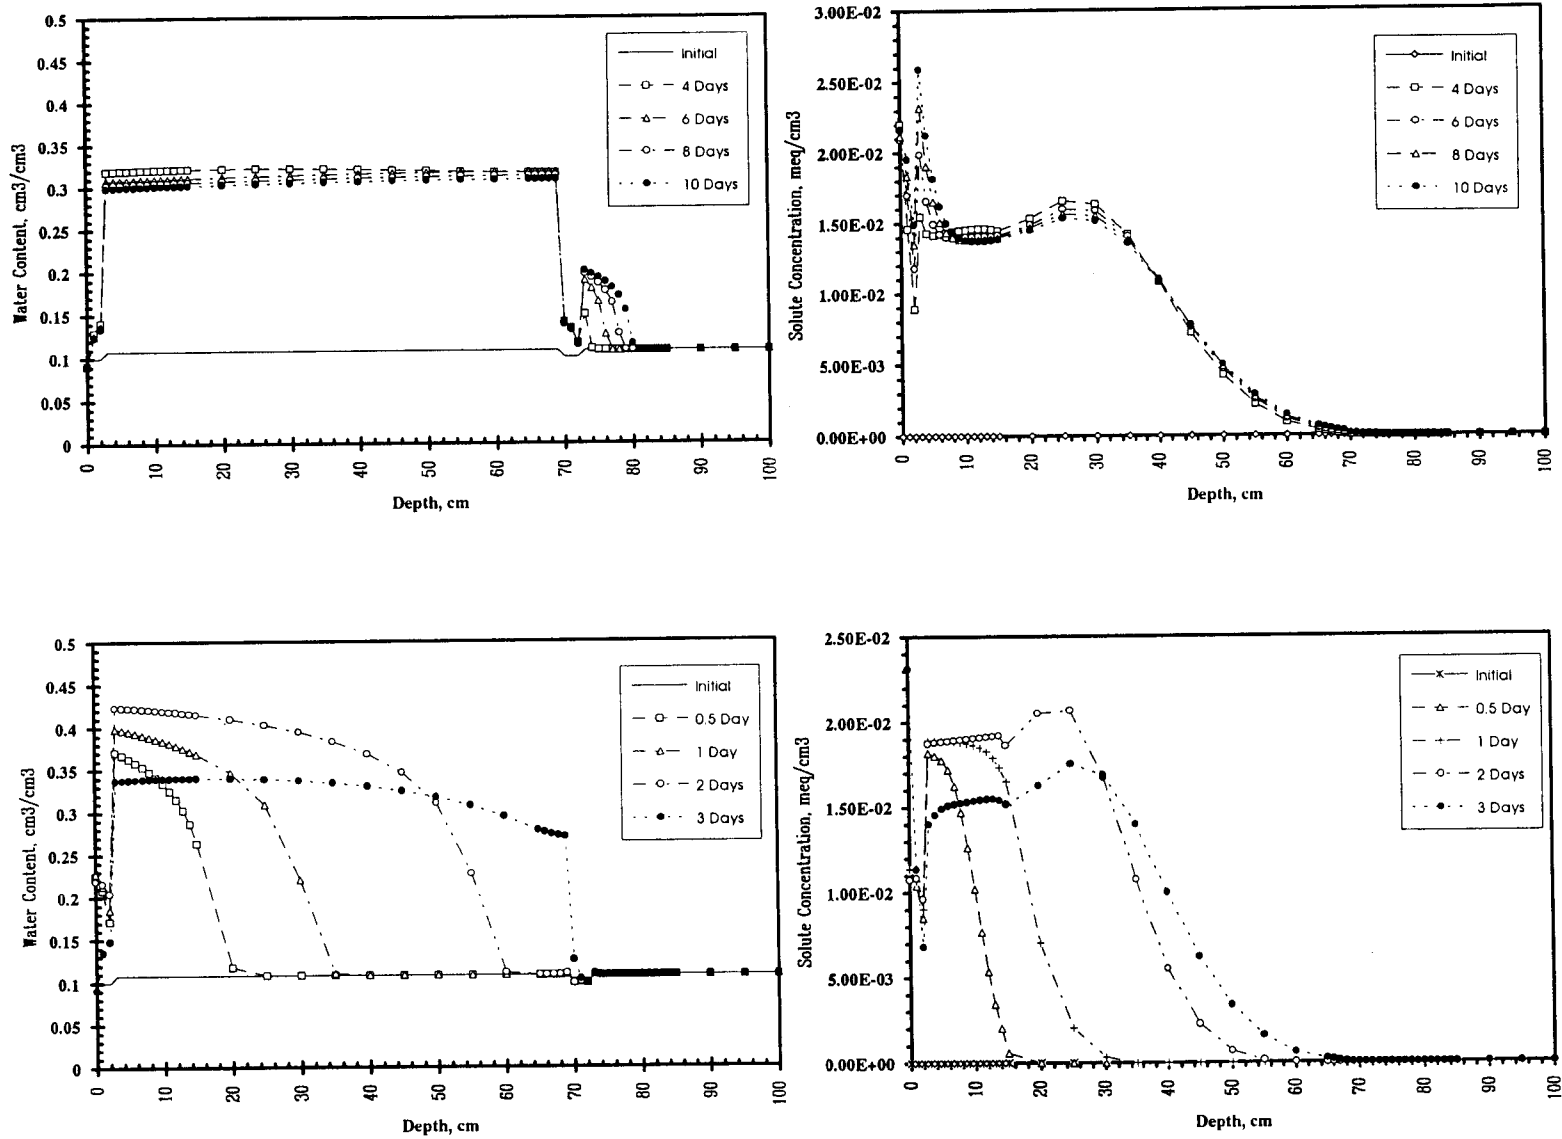 0.5
0.45
0.4
0.35
0.3
0.25
0.2
0.15
0.1
0.05
0
Water Content, cm3/cm3
0 10 20 30 40 50 60 70 80 90 100
Depth, cm
Initial
4 Days
6 Days
8 Days
10 Days
3.00E-02
2.50E-02
2.00E-02
1.50E-02
1.00E-02
5.00E-03
0.00E+00
Solute Concentration, meq/cm3
0 10 20 30 40 50 60 70 80 90 100
Depth, cm
Initial
4 Days
6 Days
8 Days
10 Days
0.5
0.45
0.4
0.35
0.3
0.25
0.2
0.15
0.1
0.05
0
Water Content, cm3/cm3
0 10 20 30 40 50 60 70 80 90 100
Depth, cm
Initial
0.5 Day
1 Day
2 Days
3 Days
2.50E-02
2.00E-02
1.50E-02
1.00E-02
5.00E-03
0.00E+00
Solute Concentration, meq/cm3
0 10 20 30 40 50 60 70 80 90 100
Depth, cm
Initial
0.5 Day
1 Day
2 Days
3 Days